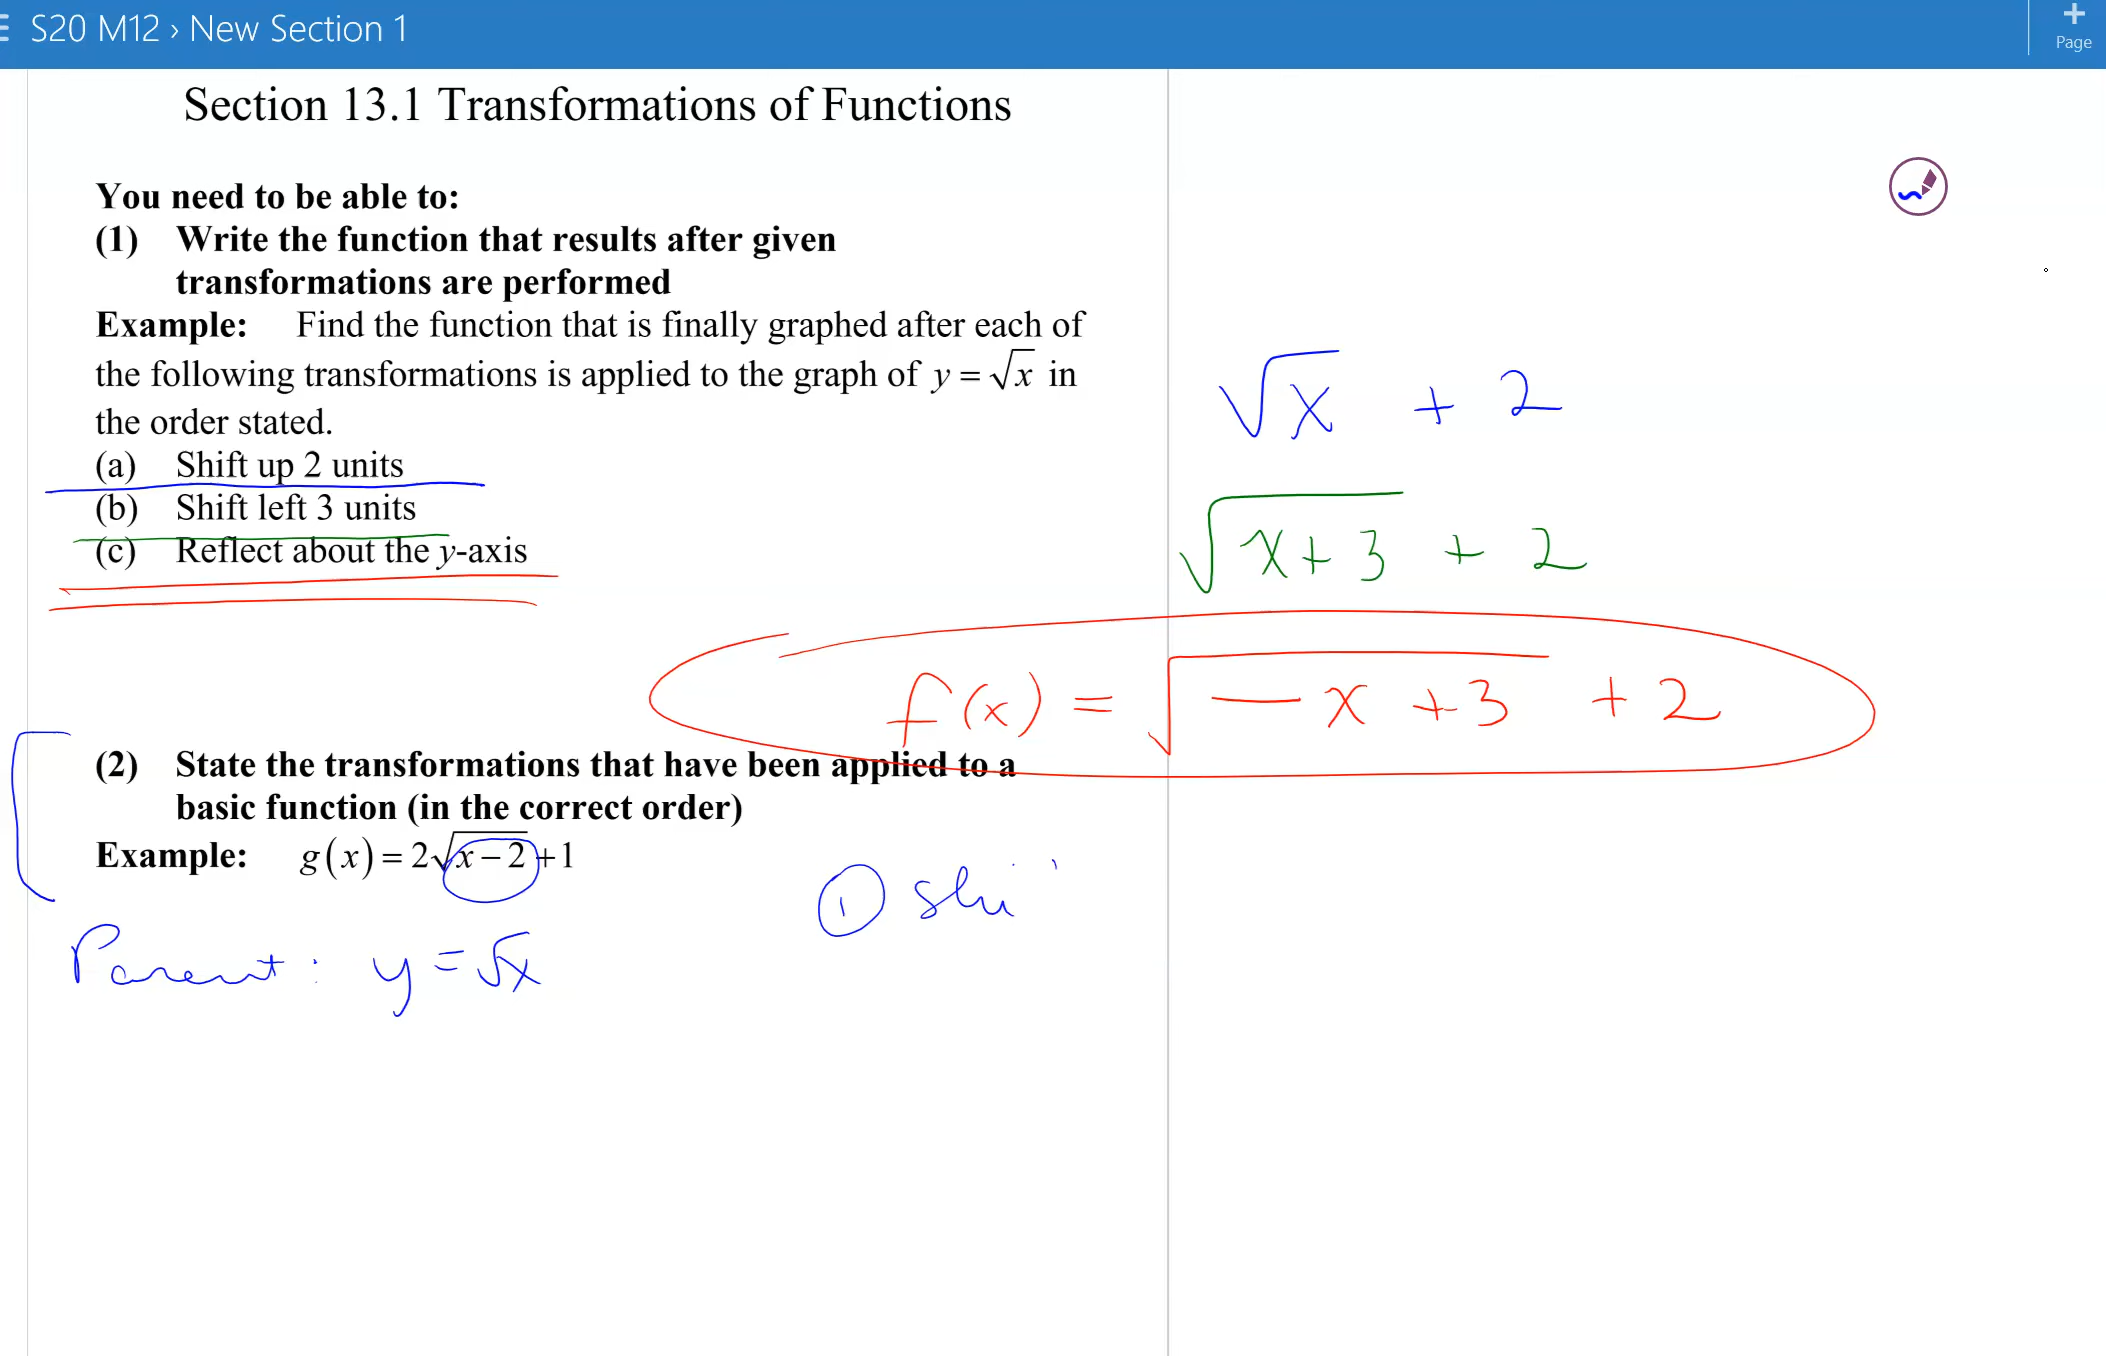 S20 M12 › New Section 1
+
Page
Section 13.1 Transformations of Functions
You need to be able to:
(1) Write the function that results after given
transformations are performed
Example: Find the function that is finally graphed after each of
the following transformations is applied to the graph of y = √x in
the order stated.
(a) Shift up 2 units
(b) Shift left 3 units
(c) Reflect about the y-axis
√x + 2
√(x+3) + 2
f(x) = √(-x+3) + 2
(2) State the transformations that have been applied to a
basic function (in the correct order)
Example: g(x) = 2√(x-2) + 1
① shi
Parent: y = √x